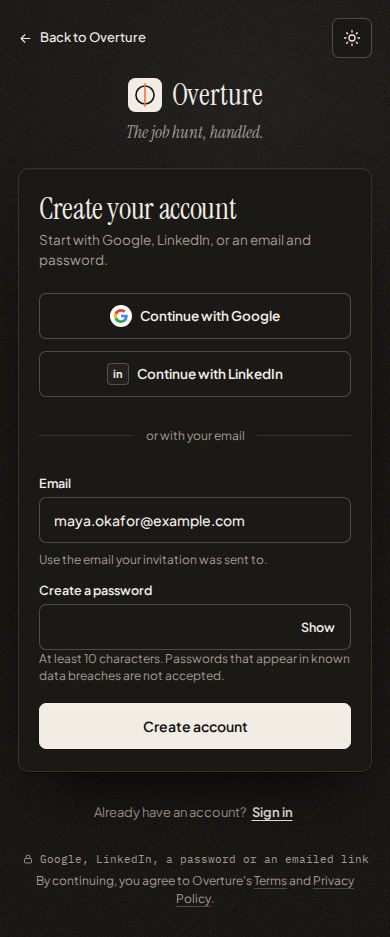 ← Back to Overture
Overture
The job hunt, handled.
Create your account
Start with Google, LinkedIn, or an email and
password.
Continue with Google
in Continue with LinkedIn
or with your email
Email
maya.okafor@example.com
Use the email your invitation was sent to.
Create a password
Show
At least 10 characters. Passwords that appear in known
data breaches are not accepted.
Create account
Already have an account? Sign in
Google, LinkedIn, a password or an emailed link
By continuing, you agree to Overture's Terms and Privacy
Policy.